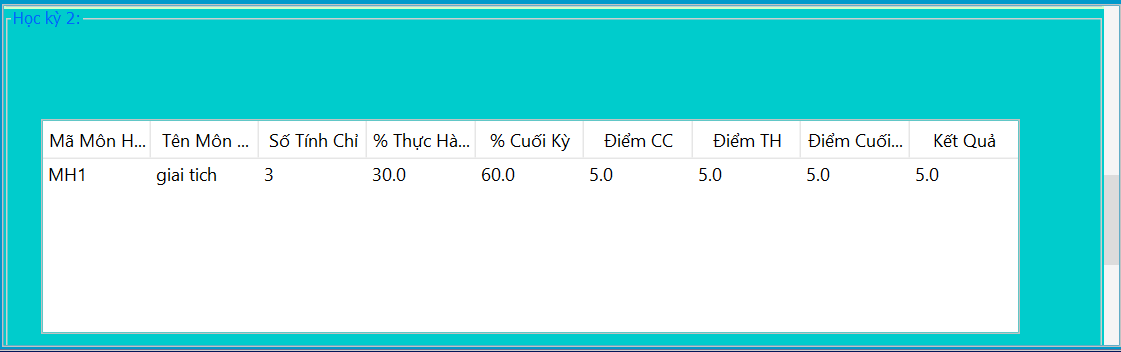 Học kỳ 2:
Mã Môn H... Tên Môn ... Số Tính Chỉ % Thực Hà... % Cuối Kỳ Điểm CC Điểm TH Điểm Cuối... Kết Quả
MH1 giai tich 3 30.0 60.0 5.0 5.0 5.0 5.0